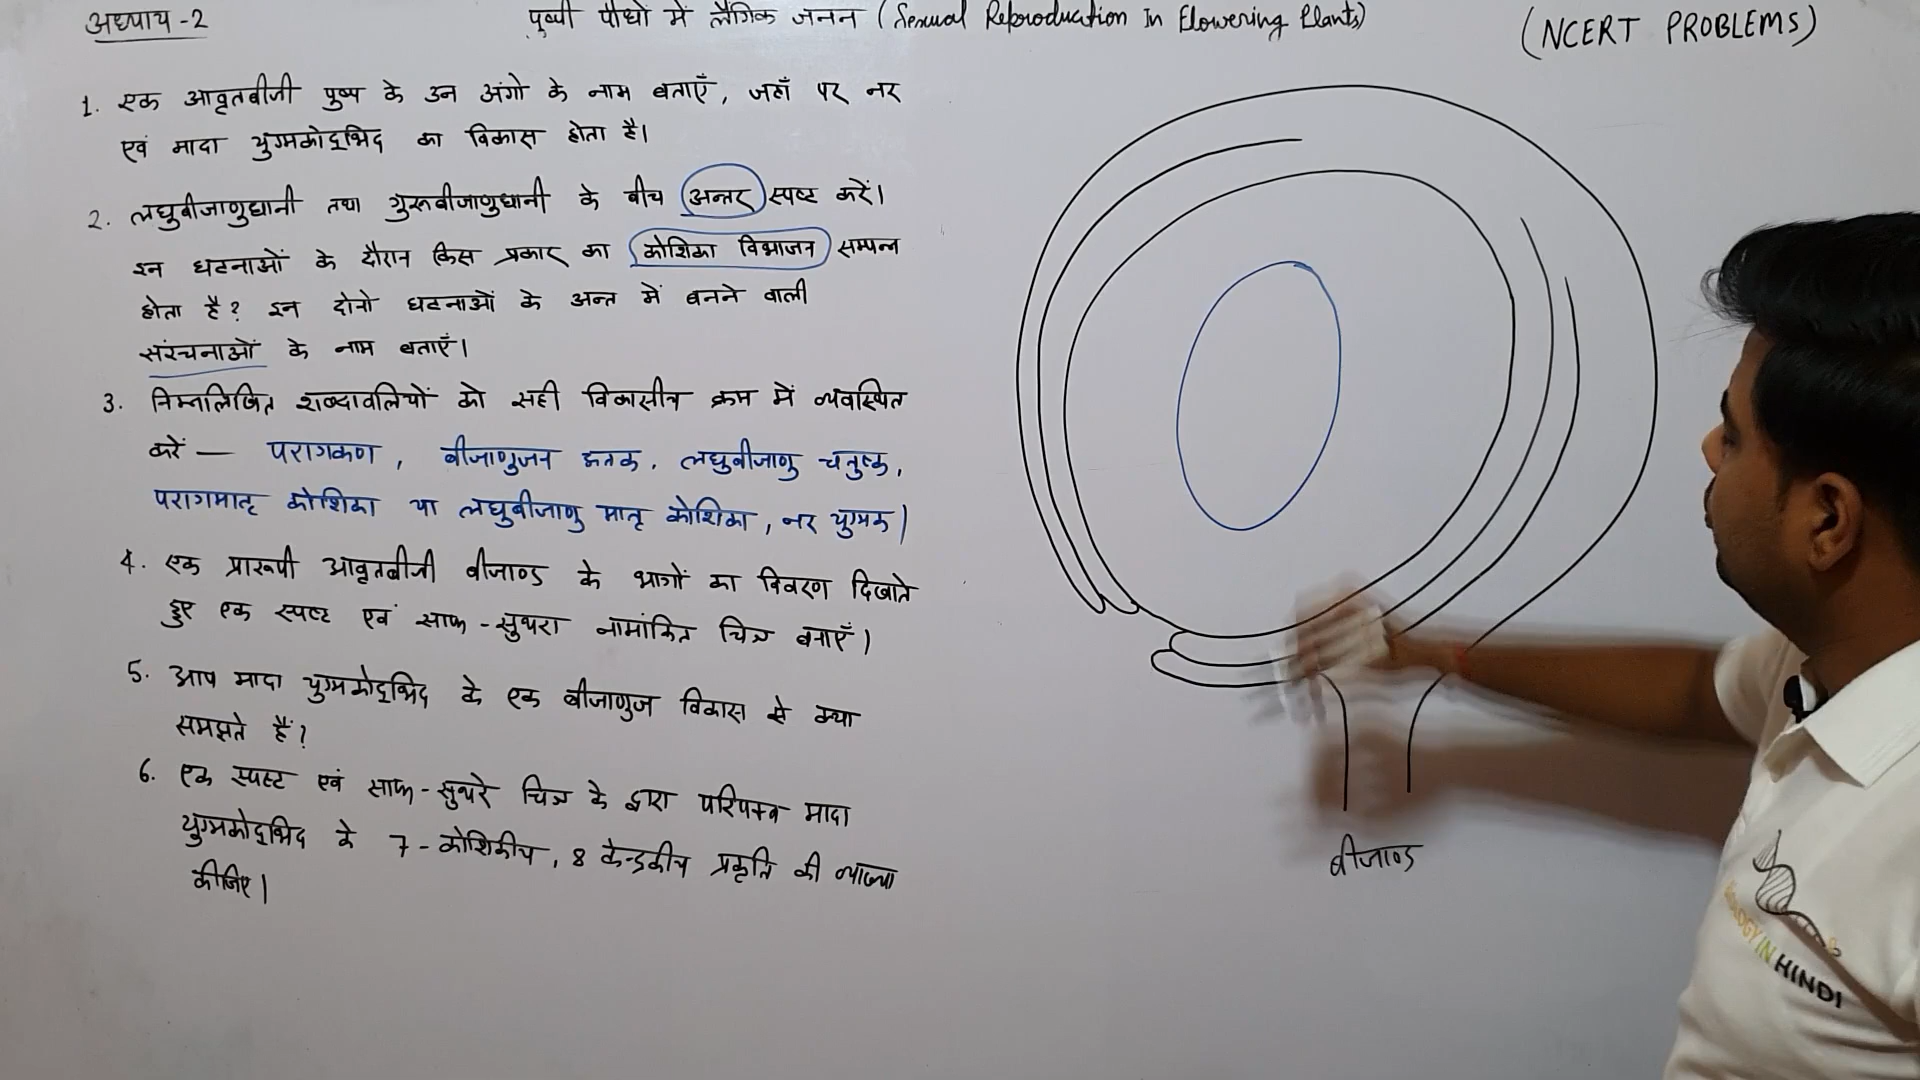 अध्याय-2
पुष्पी पौधों में लैंगिक जनन (Sexual Reproduction In Flowering Plants)
(NCERT PROBLEMS)
1. एक आवृतबीजी पुष्प के उन अंगो के नाम बताएँ, जहाँ पर नर
एवं मादा युग्मकोद्भिद का विकास होता है।
2. लघुबीजाणुधानी तथा गुरुबीजाणुधानी के बीच अन्तर स्पष्ट करें।
इन घटनाओं के दौरान किस प्रकार का कोशिका विभाजन सम्पन्न
होता है? इन दोनो घटनाओं के अन्त में बनने वाली
संरचनाओं के नाम बताएँ।
3. निम्नलिखित शब्दावलियों को सही विकासीय क्रम में व्यवस्थित
करें — परागकण, बीजाणुजन ऊतक, लघुबीजाणु चतुष्क,
परागमातृ कोशिका या लघुबीजाणु मातृ कोशिका, नर युग्मक।
4. एक प्रारूपी आवृतबीजी बीजाण्ड के भागों का विवरण दिखाते
हुए एक स्पष्ट एवं साफ-सुथरा नामांकित चित्र बनाएँ।
5. आप मादा युग्मकोद्भिद के एक बीजाणुज विकास से क्या
समझते हैं?
6. एक स्पष्ट एवं साफ-सुथरे चित्र के द्वारा परिपक्व मादा
युग्मकोद्भिद के 7-कोशिकीय, 8 केन्द्रकीय प्रकृति की व्याख्या
कीजिए।
बीजाण्ड
BIOLOGY IN HINDI